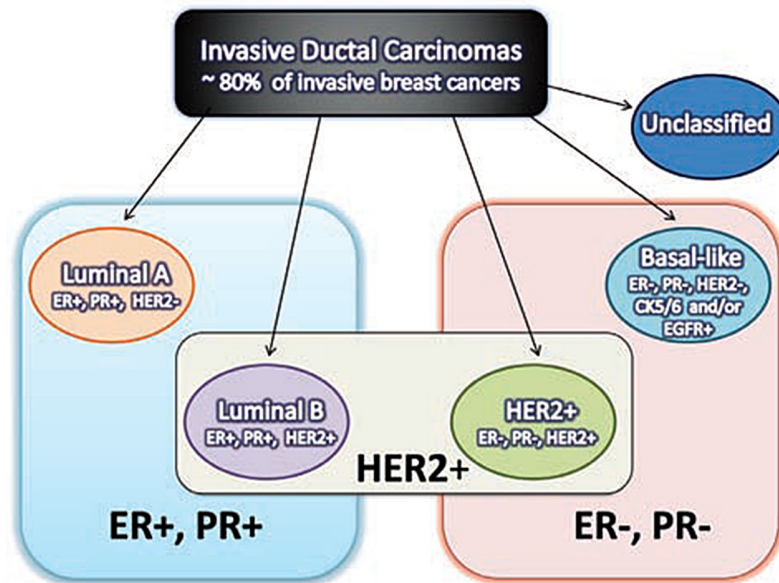 Invasive Ductal Carcinomas
~ 80% of invasive breast cancers
Unclassified
Luminal A
ER+, PR+, HER2-
Basal-like
ER-, PR-, HER2-,
CK5/6 and/or
EGFR+
Luminal B
ER+, PR+, HER2+
HER2+
ER-, PR-, HER2+
HER2+
ER+, PR+
ER-, PR-